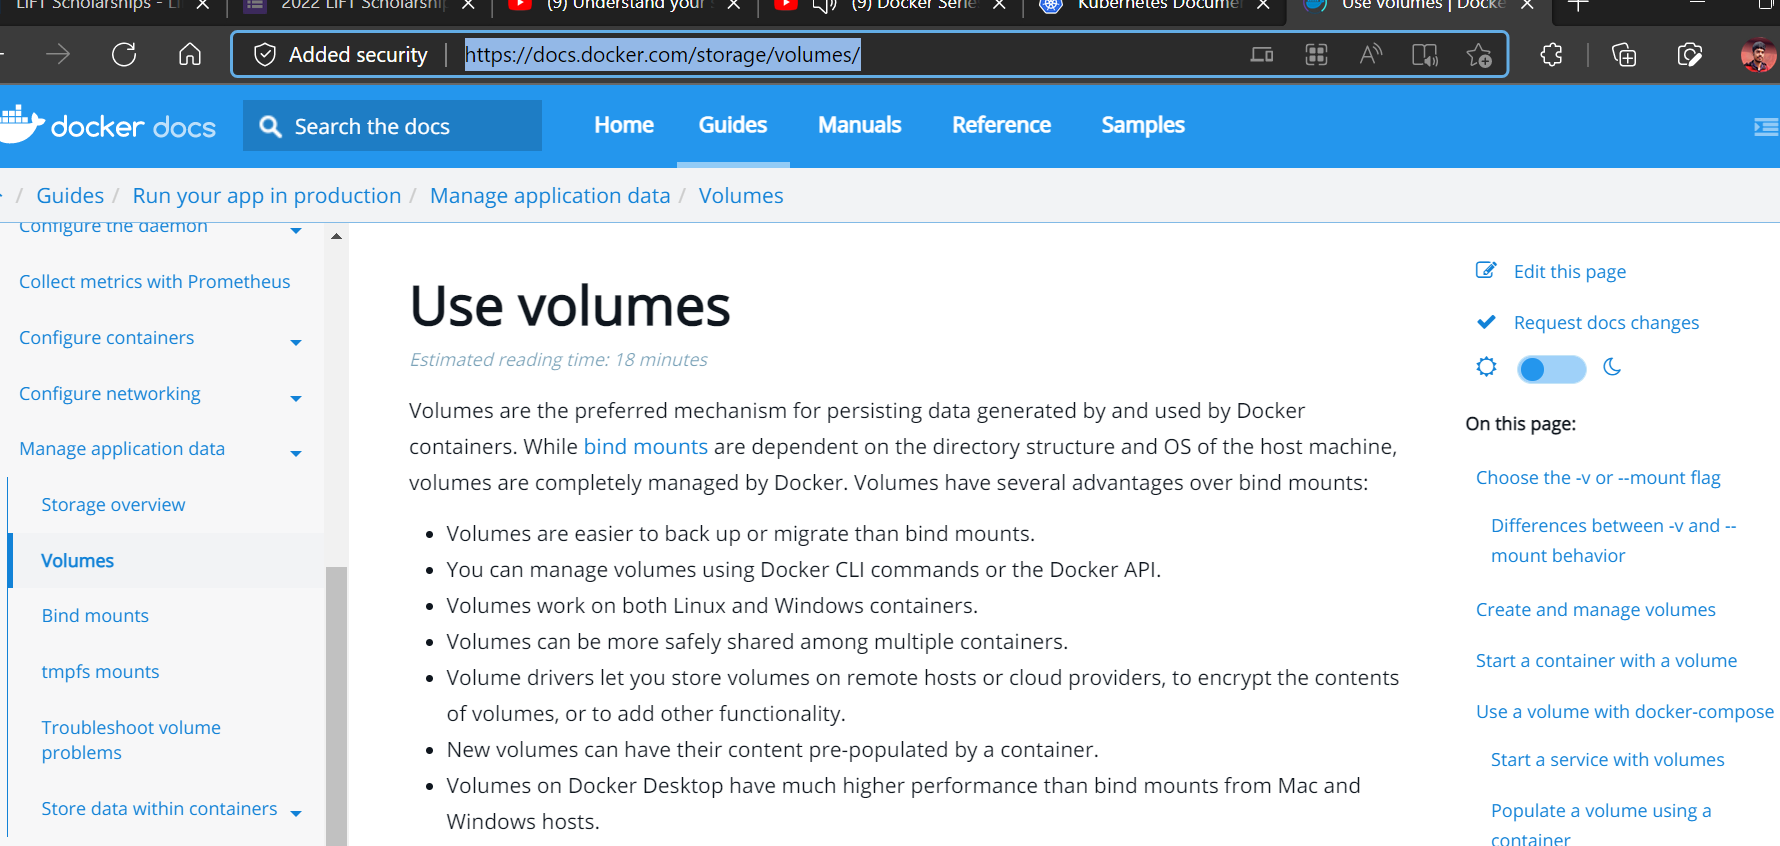 LIFT Scholarships - Li
2022 LiFT Scholarship
(9) Understand your
(9) Docker Serie
Kubernetes Docume
Use volumes | Docke
Added security
https://docs.docker.com/storage/volumes/
docker docs
Search the docs
Home
Guides
Manuals
Reference
Samples
/ Guides / Run your app in production / Manage application data / Volumes
Configure the daemon
Collect metrics with Prometheus
Configure containers
Configure networking
Manage application data
Storage overview
Volumes
Bind mounts
tmpfs mounts
Troubleshoot volume
problems
Store data within containers
Use volumes
Estimated reading time: 18 minutes
Volumes are the preferred mechanism for persisting data generated by and used by Docker
containers. While bind mounts are dependent on the directory structure and OS of the host machine,
volumes are completely managed by Docker. Volumes have several advantages over bind mounts:
• Volumes are easier to back up or migrate than bind mounts.
• You can manage volumes using Docker CLI commands or the Docker API.
• Volumes work on both Linux and Windows containers.
• Volumes can be more safely shared among multiple containers.
• Volume drivers let you store volumes on remote hosts or cloud providers, to encrypt the contents
of volumes, or to add other functionality.
• New volumes can have their content pre-populated by a container.
• Volumes on Docker Desktop have much higher performance than bind mounts from Mac and
Windows hosts.
Edit this page
Request docs changes
On this page:
Choose the -v or --mount flag
Differences between -v and --
mount behavior
Create and manage volumes
Start a container with a volume
Use a volume with docker-compose
Start a service with volumes
Populate a volume using a
container